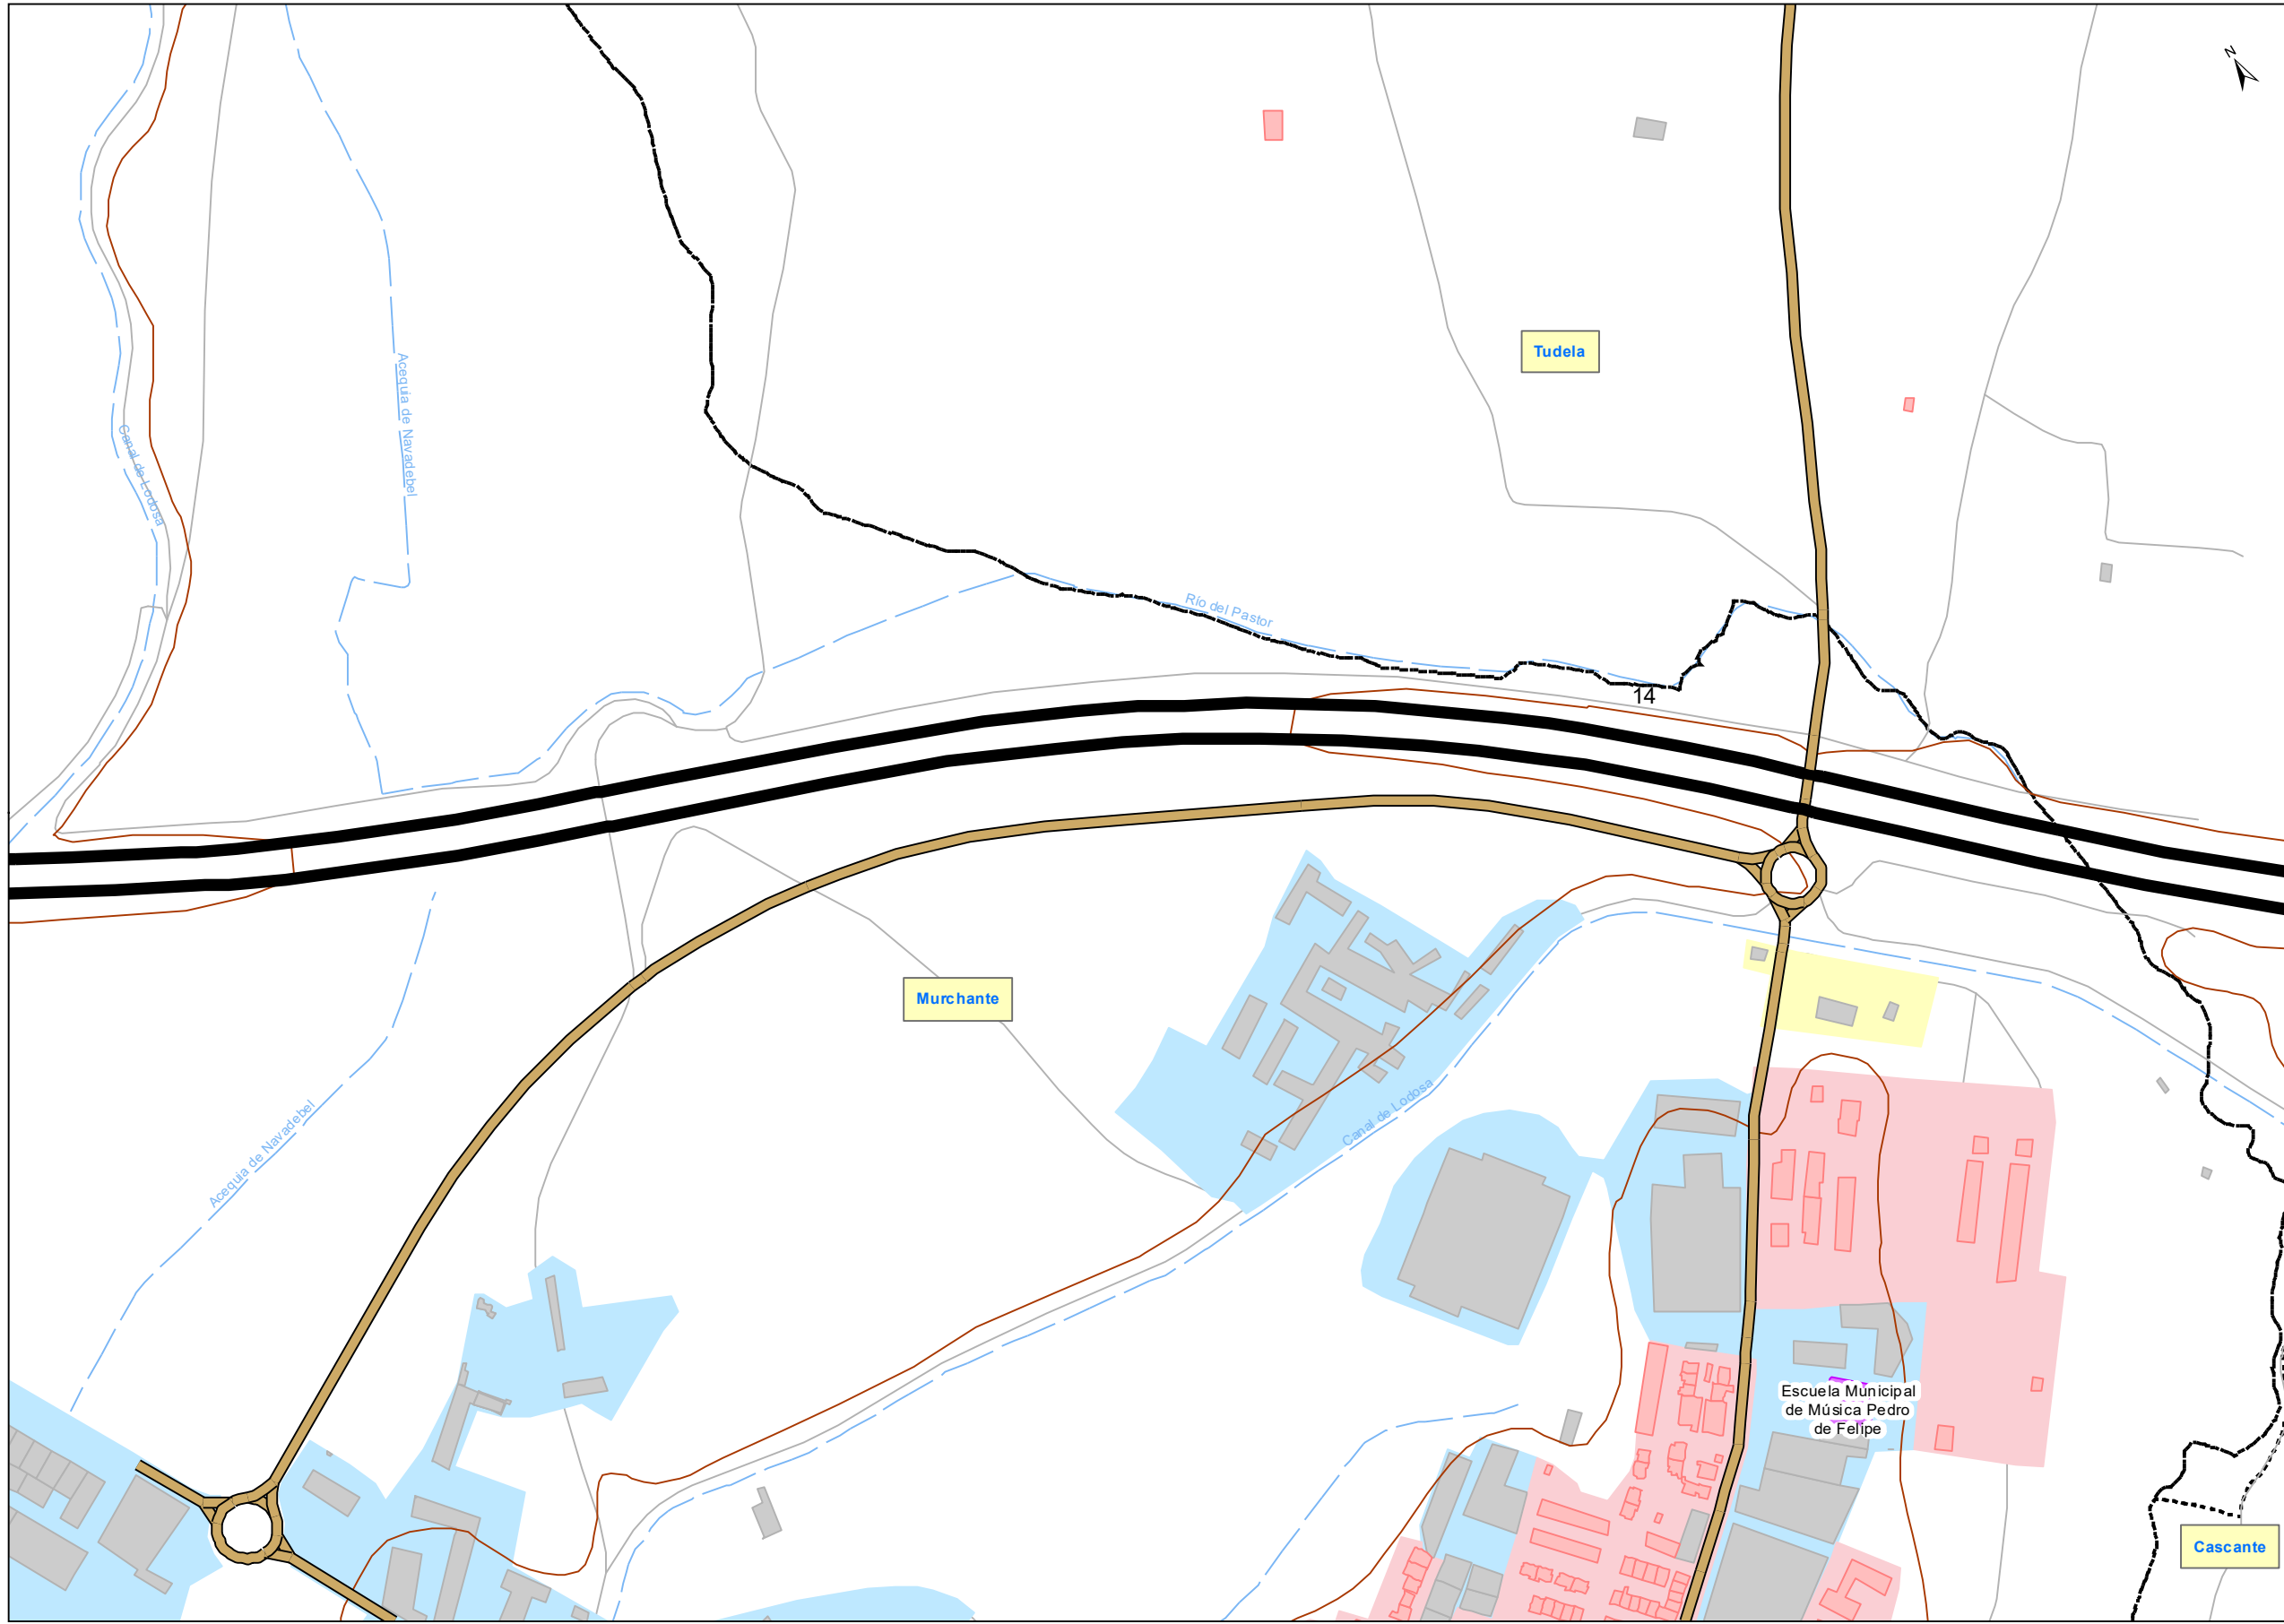 N
Tudela
Acequia de Navadebel
Canal de Lodosa
Río del Pastor
14
Murchante
Canal de Lodosa
Acequia de Navadebel
Escuela Municipal
de Música Pedro
de Felipe
Cascante